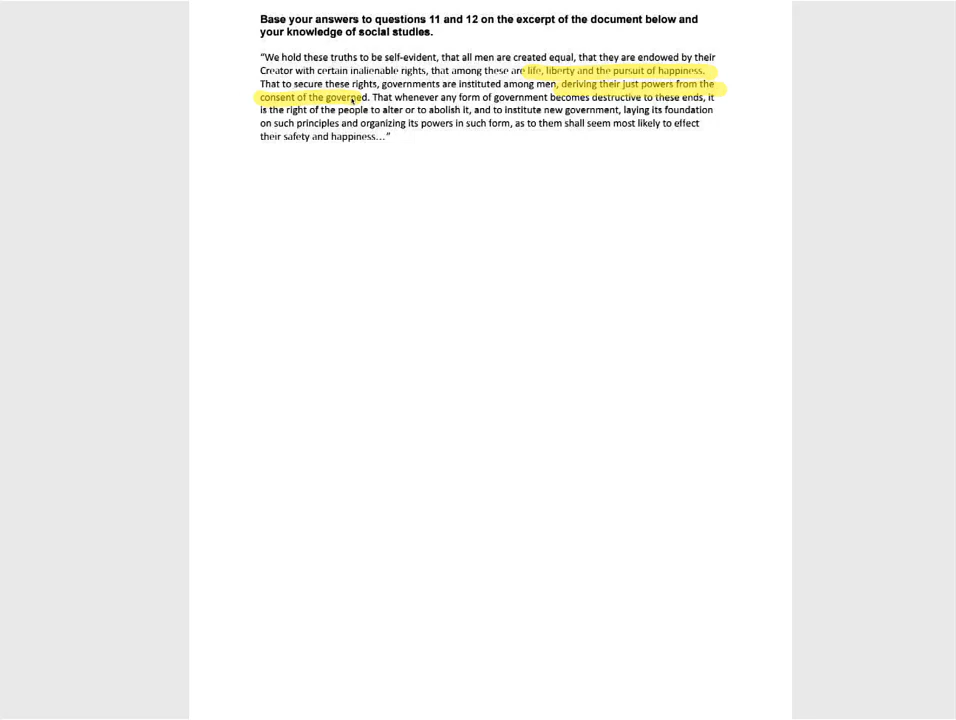 Base your answers to questions 11 and 12 on the excerpt of the document below and
your knowledge of social studies.
“We hold these truths to be self-evident, that all men are created equal, that they are endowed by their
Creator with certain inalienable rights, that among these are life, liberty and the pursuit of happiness.
That to secure these rights, governments are instituted among men, deriving their just powers from the
consent of the governed. That whenever any form of government becomes destructive to these ends, it
is the right of the people to alter or to abolish it, and to institute new government, laying its foundation
on such principles and organizing its powers in such form, as to them shall seem most likely to effect
their safety and happiness…”